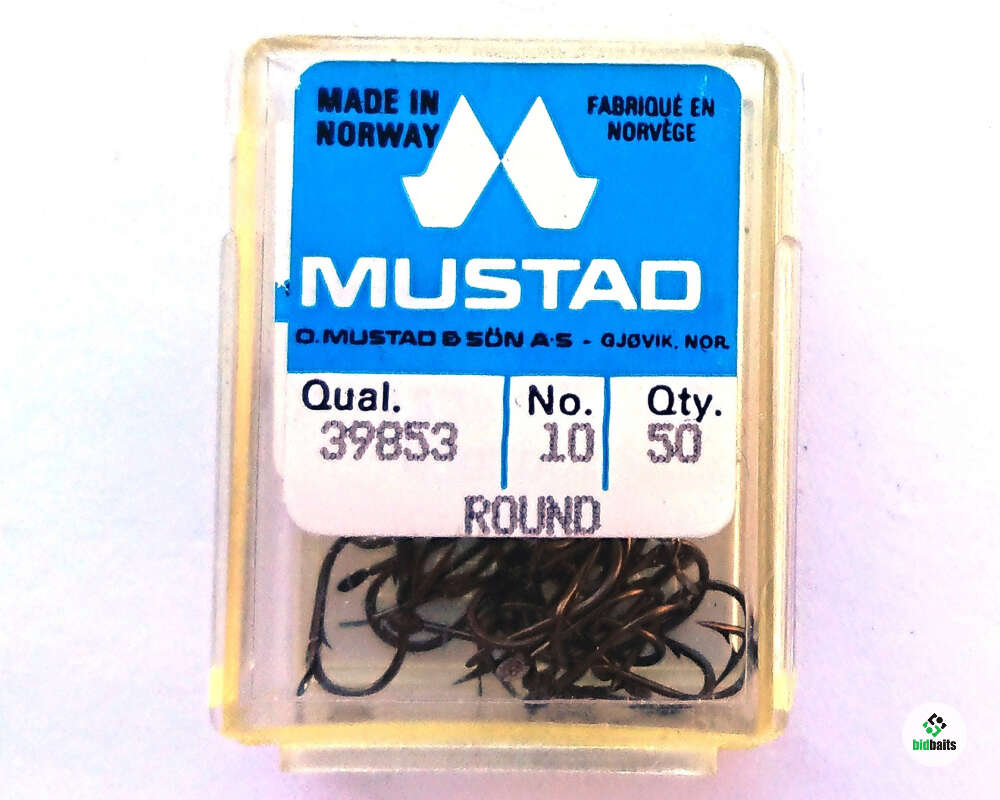 MADE IN
NORWAY
FABRIQUÉ EN
NORVÈGE
MUSTAD
O. MUSTAD & SÖN A·S - GJØVIK, NOR.
Qual. No. Qty.
39853 10 50
ROUND
bidbaits